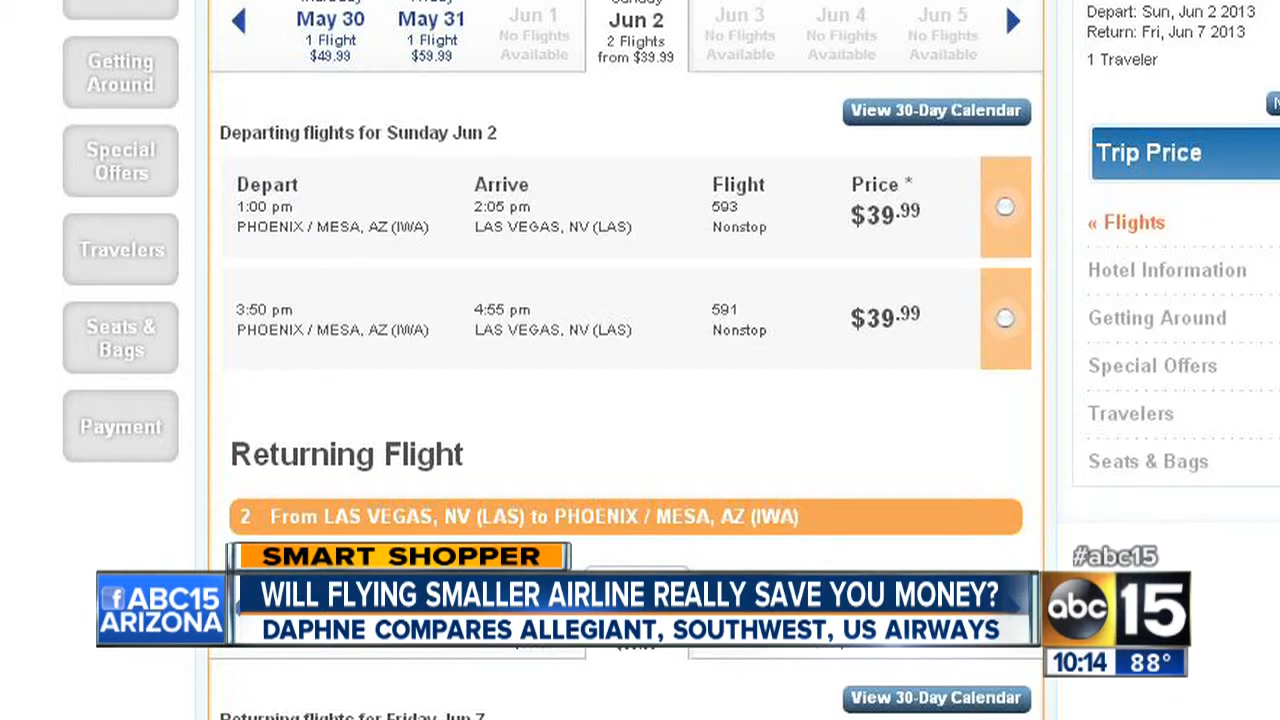 Thursday
May 30
1 Flight
$49.99
May 31
1 Flight
$59.99
Jun 1
No Flights
Available
Sunday
Jun 2
2 Flights
from $39.99
Jun 3
No Flights
Available
Jun 4
No Flights
Available
Jun 5
No Flights
Available
Depart: Sun, Jun 2 2013
Return: Fri, Jun 7 2013
1 Traveler
Getting
Around
Special
Offers
Travelers
Seats &
Bags
Payment
View 30-Day Calendar
Departing flights for Sunday Jun 2
Depart Arrive Flight Price *
1:00 pm 2:05 pm 593 $39.99
PHOENIX / MESA, AZ (IWA) LAS VEGAS, NV (LAS) Nonstop
3:50 pm 4:55 pm 591 $39.99
PHOENIX / MESA, AZ (IWA) LAS VEGAS, NV (LAS) Nonstop
Trip Price
« Flights
Hotel Information
Getting Around
Special Offers
Travelers
Seats & Bags
Returning Flight
2 From LAS VEGAS, NV (LAS) to PHOENIX / MESA, AZ (IWA)
SMART SHOPPER
f ABC15
ARIZONA
WILL FLYING SMALLER AIRLINE REALLY SAVE YOU MONEY?
DAPHNE COMPARES ALLEGIANT, SOUTHWEST, US AIRWAYS
#abc15
abc 15
10:14 88°
View 30-Day Calendar
Returning flights for Friday Jun 7